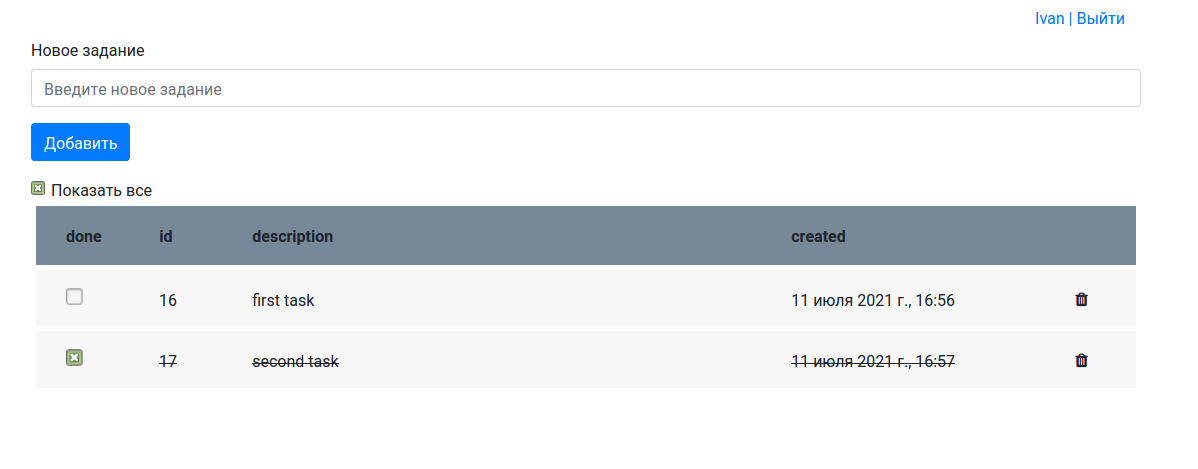 Ivan | Выйти
Новое задание
Введите новое задание
Добавить
Показать все
done id description created
16 first task 11 июля 2021 г., 16:56
17 second task 11 июля 2021 г., 16:57